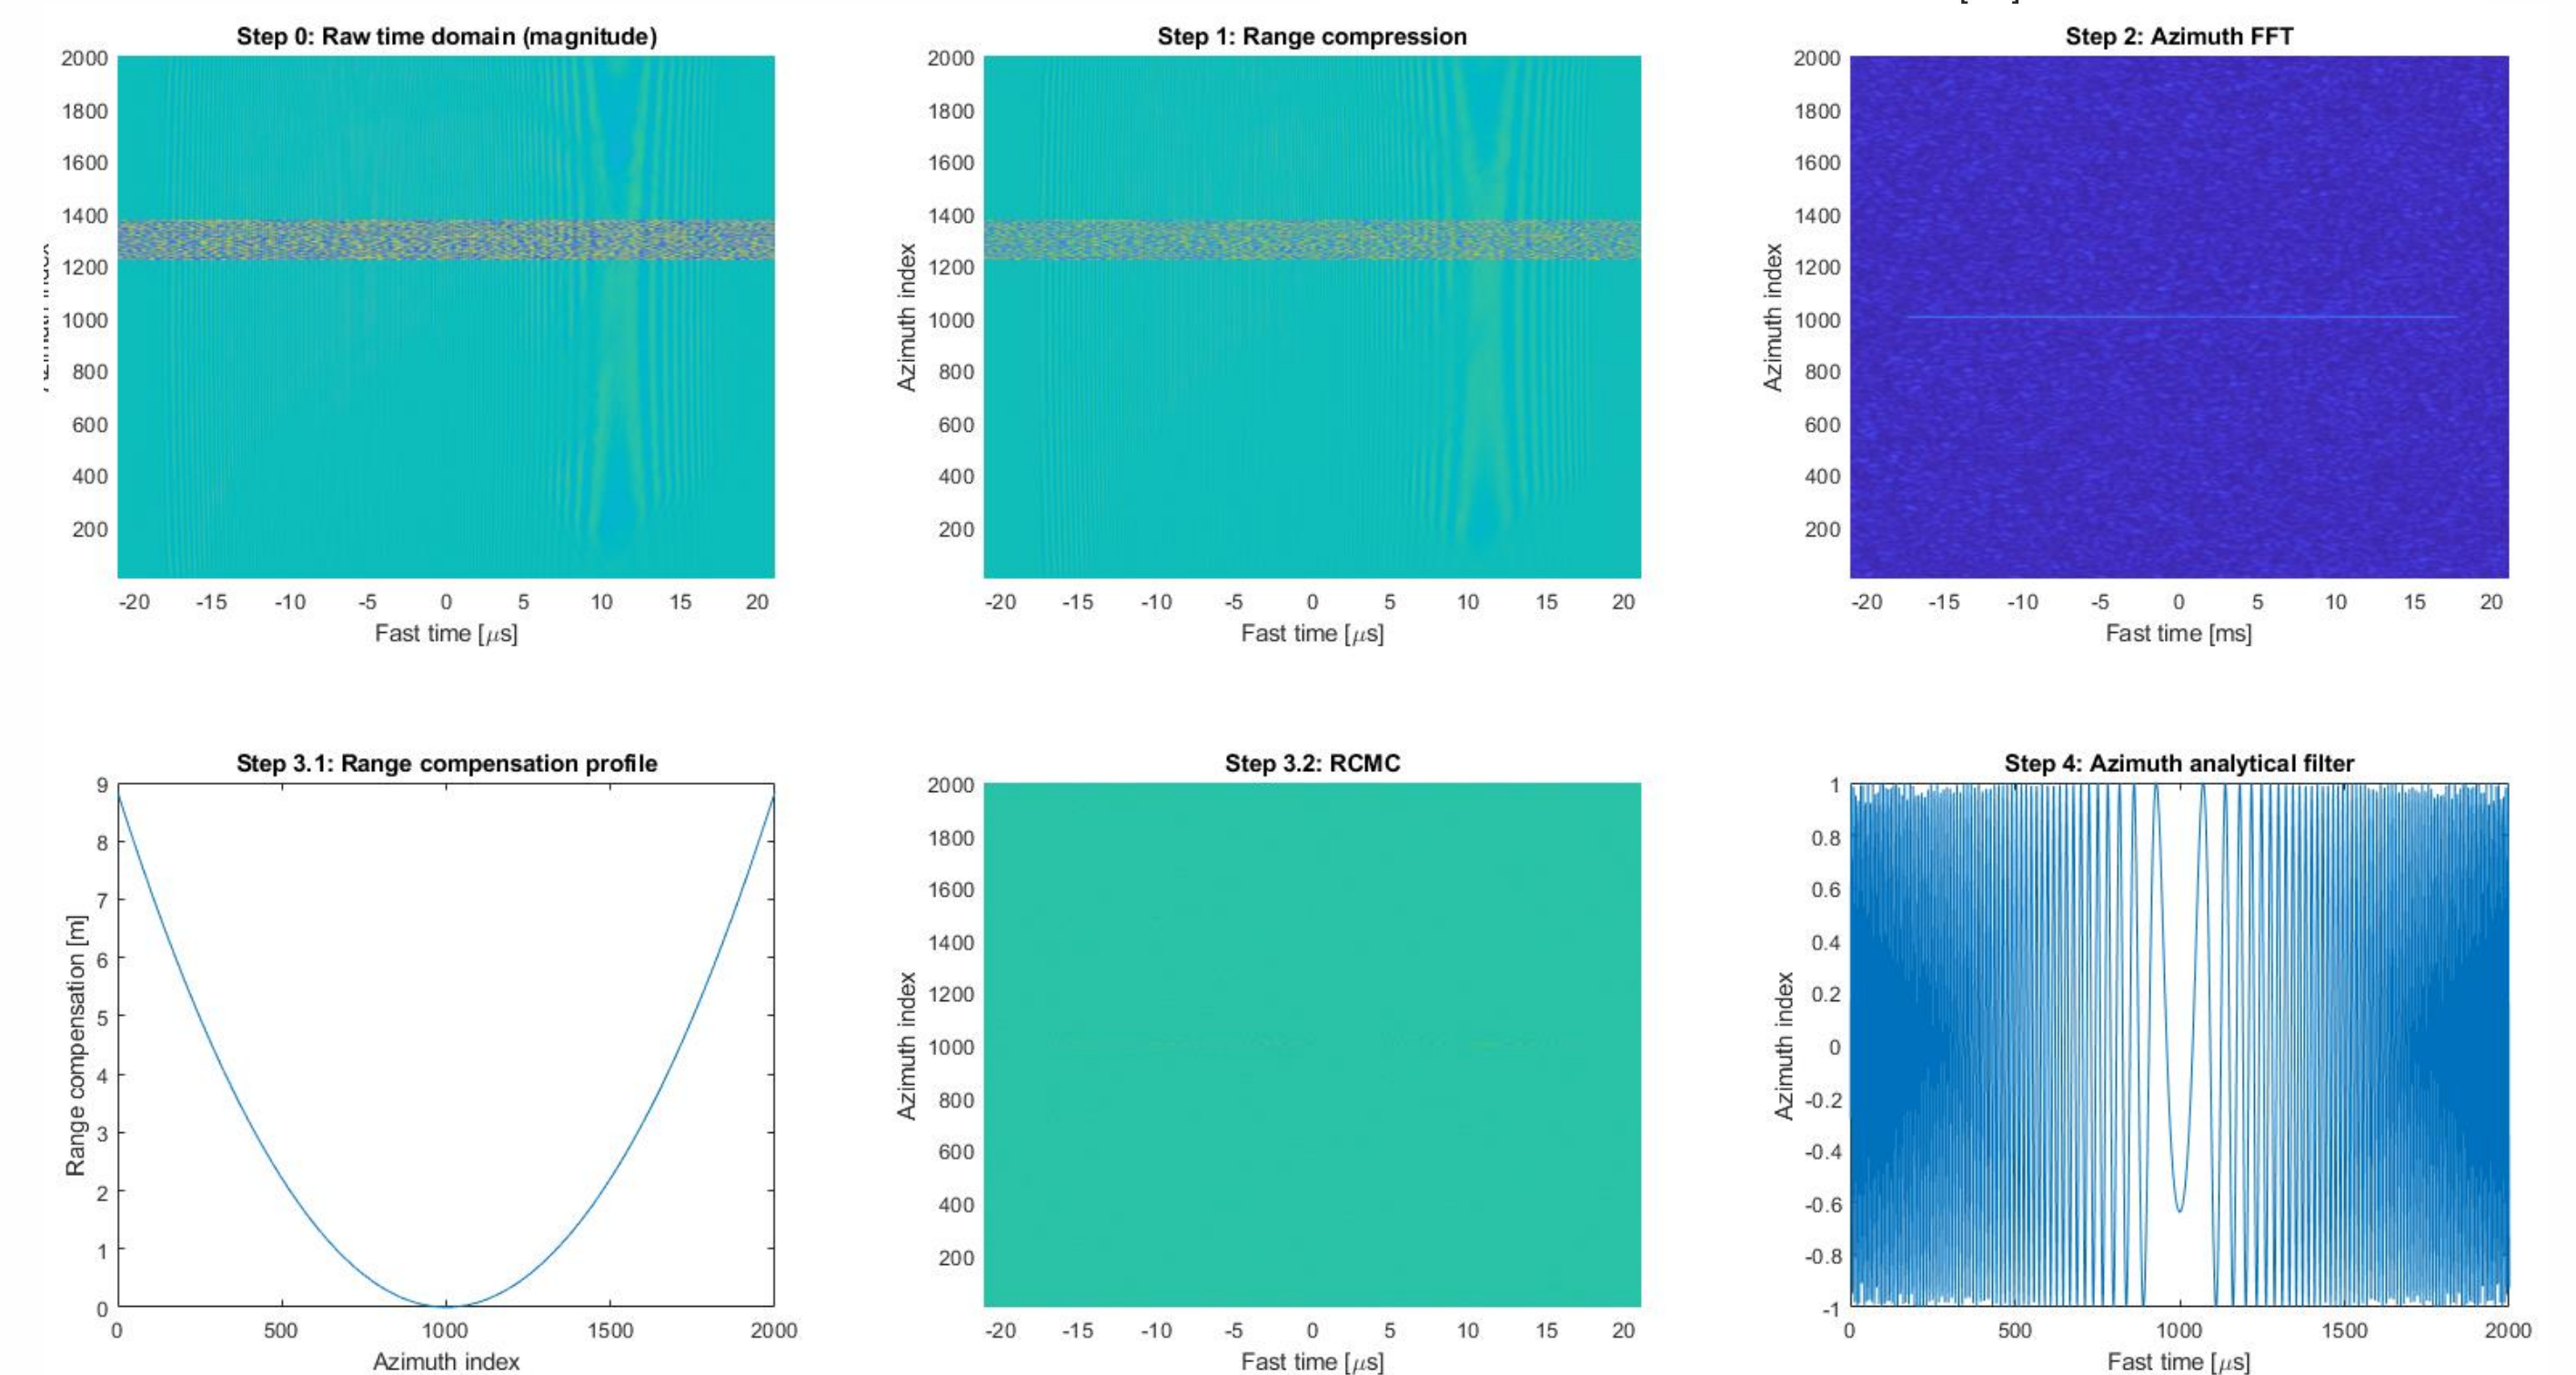 Step 0: Raw time domain (magnitude)
2000
1800
1600
1400
1200
1000
800
600
400
200
-20 -15 -10 -5 0 5 10 15 20
Fast time [μs]
Step 1: Range compression
Azimuth index
2000
1800
1600
1400
1200
1000
800
600
400
200
-20 -15 -10 -5 0 5 10 15 20
Fast time [μs]
Step 2: Azimuth FFT
Azimuth index
2000
1800
1600
1400
1200
1000
800
600
400
200
-20 -15 -10 -5 0 5 10 15 20
Fast time [ms]
Step 3.1: Range compensation profile
Range compensation [m]
9
8
7
6
5
4
3
2
1
0
0 500 1000 1500 2000
Azimuth index
Step 3.2: RCMC
Azimuth index
2000
1800
1600
1400
1200
1000
800
600
400
200
-20 -15 -10 -5 0 5 10 15 20
Fast time [μs]
Step 4: Azimuth analytical filter
Azimuth index
1
0.8
0.6
0.4
0.2
0
-0.2
-0.4
-0.6
-0.8
-1
0 500 1000 1500 2000
Fast time [μs]